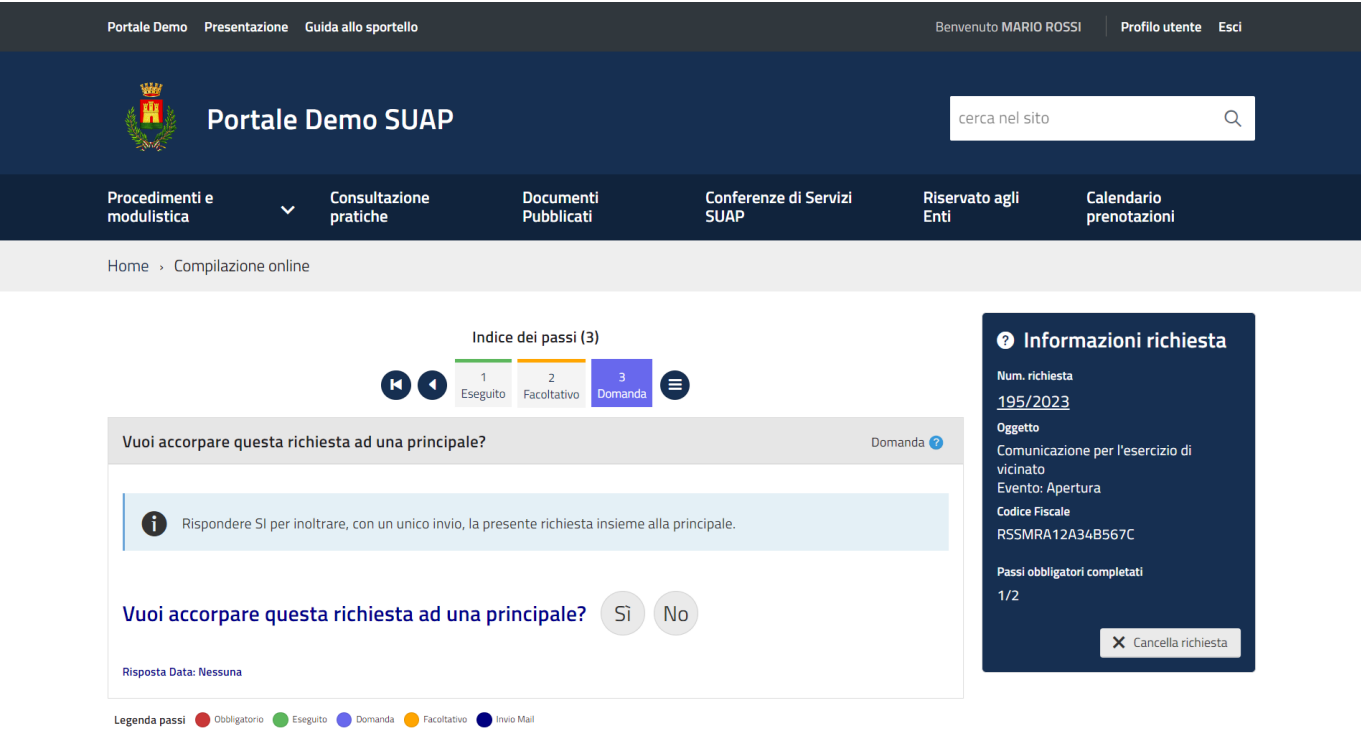 Portale Demo Presentazione Guida allo sportello Benvenuto MARIO ROSSI Profilo utente Esci
Portale Demo SUAP
cerca nel sito
Procedimenti e modulistica
Consultazione pratiche
Documenti Pubblicati
Conferenze di Servizi SUAP
Riservato agli Enti
Calendario prenotazioni
Home › Compilazione online
Indice dei passi (3)
1 Eseguito
2 Facoltativo
3 Domanda
Vuoi accorpare questa richiesta ad una principale? Domanda ?
Rispondere SI per inoltrare, con un unico invio, la presente richiesta insieme alla principale.
Vuoi accorpare questa richiesta ad una principale? Sì No
Risposta Data: Nessuna
Legenda passi Obbligatorio Eseguito Domanda Facoltativo Invio Mail
? Informazioni richiesta
Num. richiesta
195/2023
Oggetto
Comunicazione per l'esercizio di
vicinato
Evento: Apertura
Codice Fiscale
RSSMRA12A34B567C
Passi obbligatori completati
1/2
Cancella richiesta